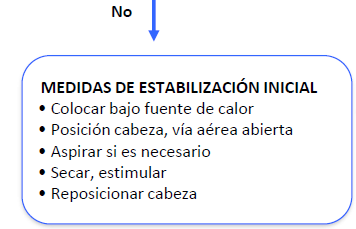 No
MEDIDAS DE ESTABILIZACIÓN INICIAL
• Colocar bajo fuente de calor
• Posición cabeza, vía aérea abierta
• Aspirar si es necesario
• Secar, estimular
• Reposicionar cabeza